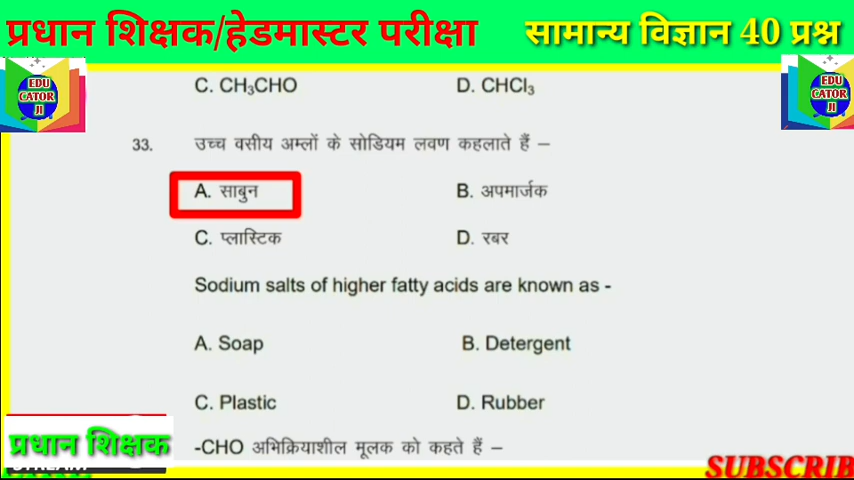 प्रधान शिक्षक/हेडमास्टर परीक्षा सामान्य विज्ञान 40 प्रश्न
EDU
CATOR
JI
EDU
CATOR
JI
C. CH₃CHO D. CHCl₃
33. उच्च वसीय अम्लों के सोडियम लवण कहलाते हैं –
A. साबुन B. अपमार्जक
C. प्लास्टिक D. रबर
Sodium salts of higher fatty acids are known as -
A. Soap B. Detergent
C. Plastic D. Rubber
प्रधान शिक्षक
-CHO अभिक्रियाशील मूलक को कहते हैं –
SUBSCRIB